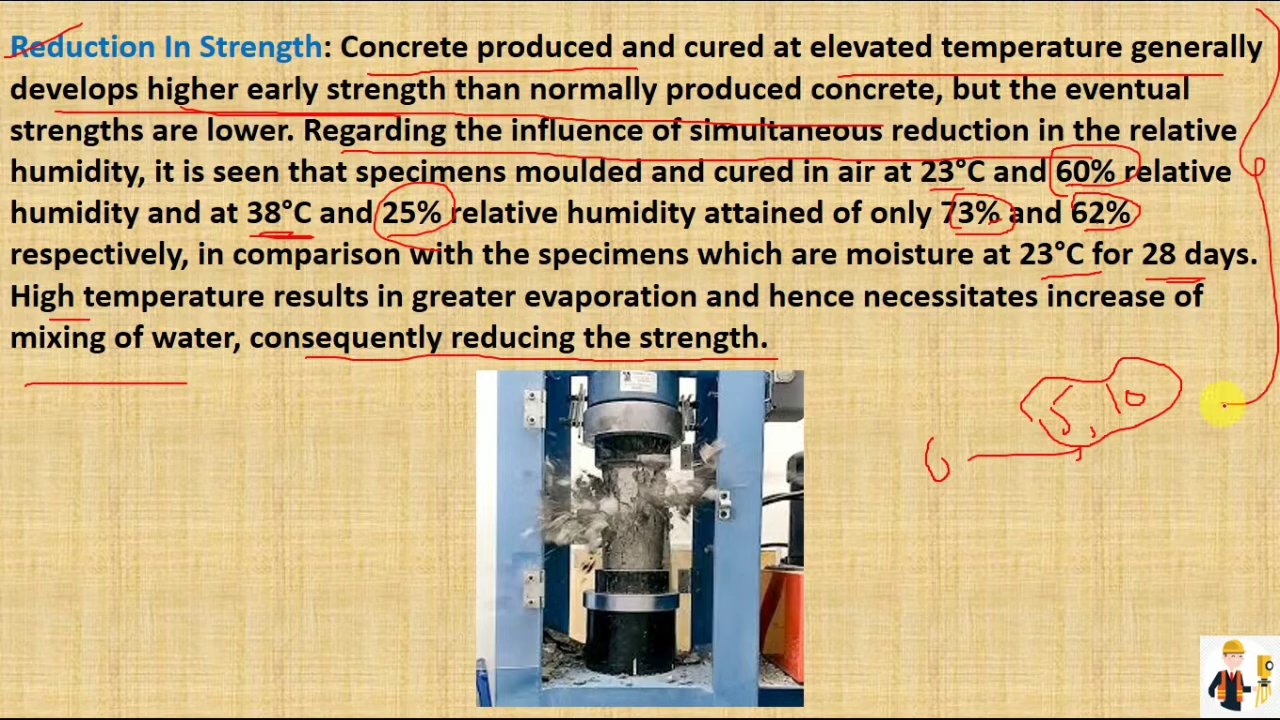 Reduction In Strength: Concrete produced and cured at elevated temperature generally
develops higher early strength than normally produced concrete, but the eventual
strengths are lower. Regarding the influence of simultaneous reduction in the relative
humidity, it is seen that specimens moulded and cured in air at 23°C and 60% relative
humidity and at 38°C and 25% relative humidity attained of only 73% and 62%
respectively, in comparison with the specimens which are moisture at 23°C for 28 days.
High temperature results in greater evaporation and hence necessitates increase of
mixing of water, consequently reducing the strength.